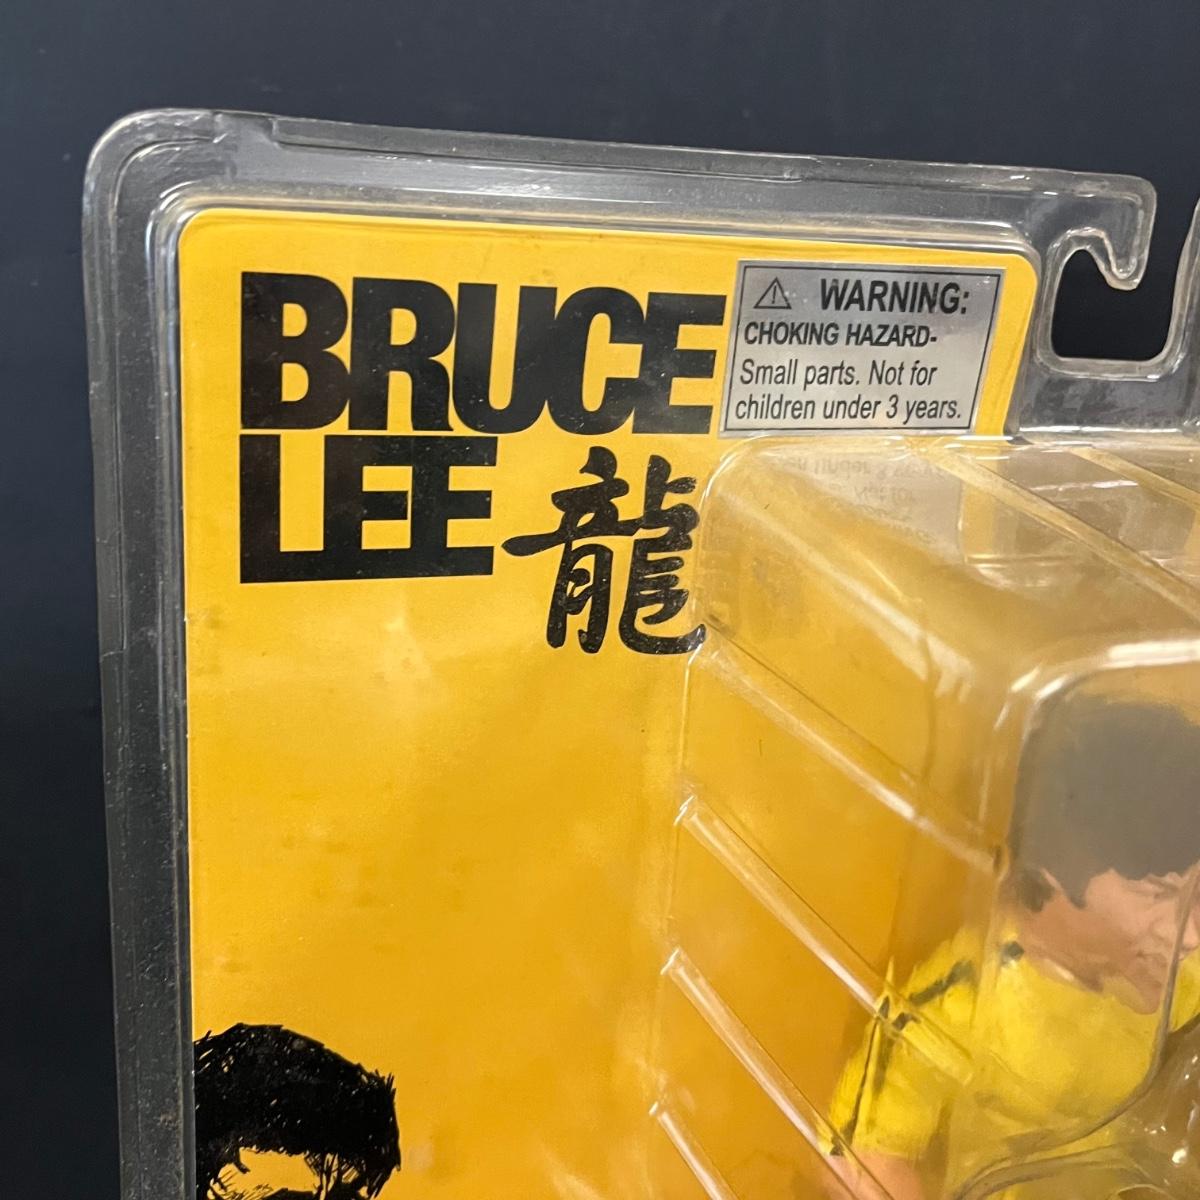 BRUCE
LEE 龍
⚠ WARNING:
CHOKING HAZARD-
Small parts. Not for
children under 3 years.